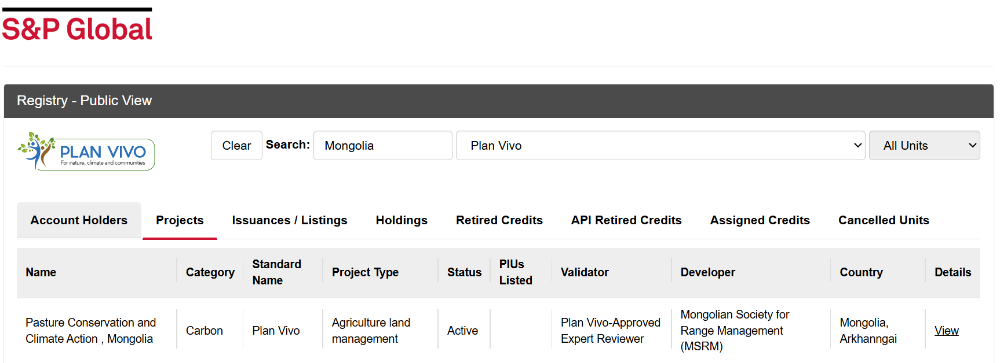 S&P Global
Registry - Public View
PLAN VIVO
For nature, climate and communities
Clear
Search:
Mongolia
Plan Vivo
All Units
Account Holders
Projects
Issuances / Listings
Holdings
Retired Credits
API Retired Credits
Assigned Credits
Cancelled Units
Name
Category
Standard
Name
Project Type
Status
PIUs
Listed
Validator
Developer
Country
Details
Pasture Conservation and
Climate Action , Mongolia
Carbon
Plan Vivo
Agriculture land
management
Active
Plan Vivo-Approved
Expert Reviewer
Mongolian Society for
Range Management
(MSRM)
Mongolia,
Arkhanngai
View